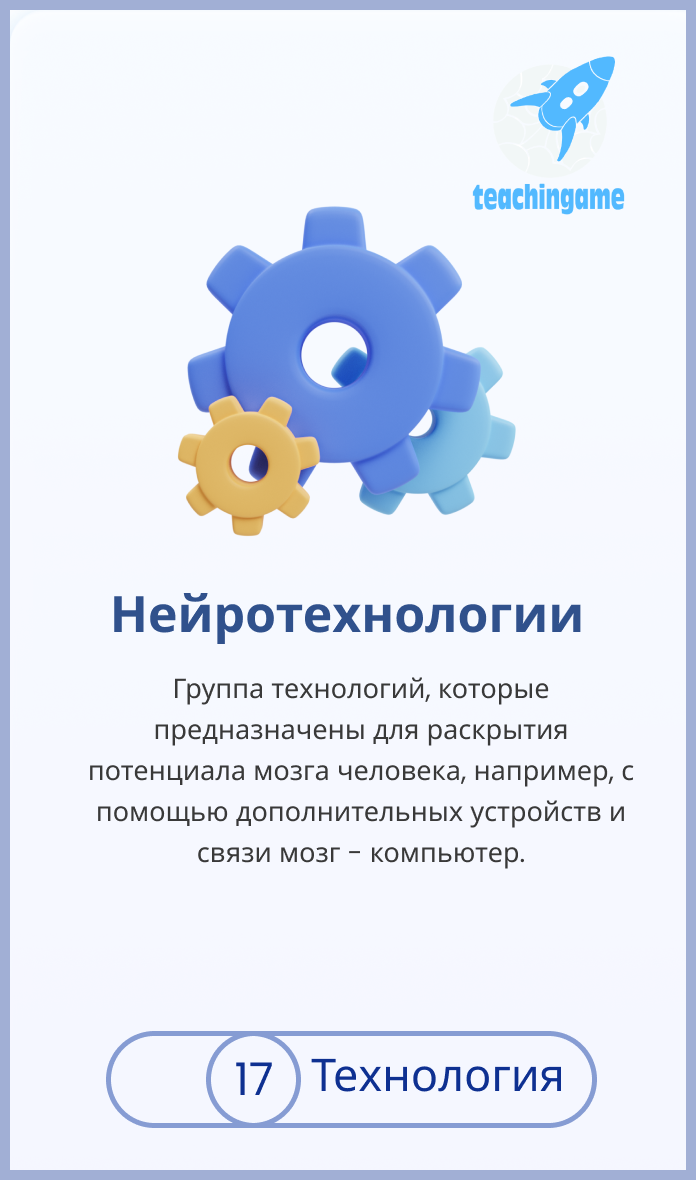 teachingame
Нейротехнологии
Группа технологий, которые
предназначены для раскрытия
потенциала мозга человека, например, с
помощью дополнительных устройств и
связи мозг – компьютер.
17 Технология